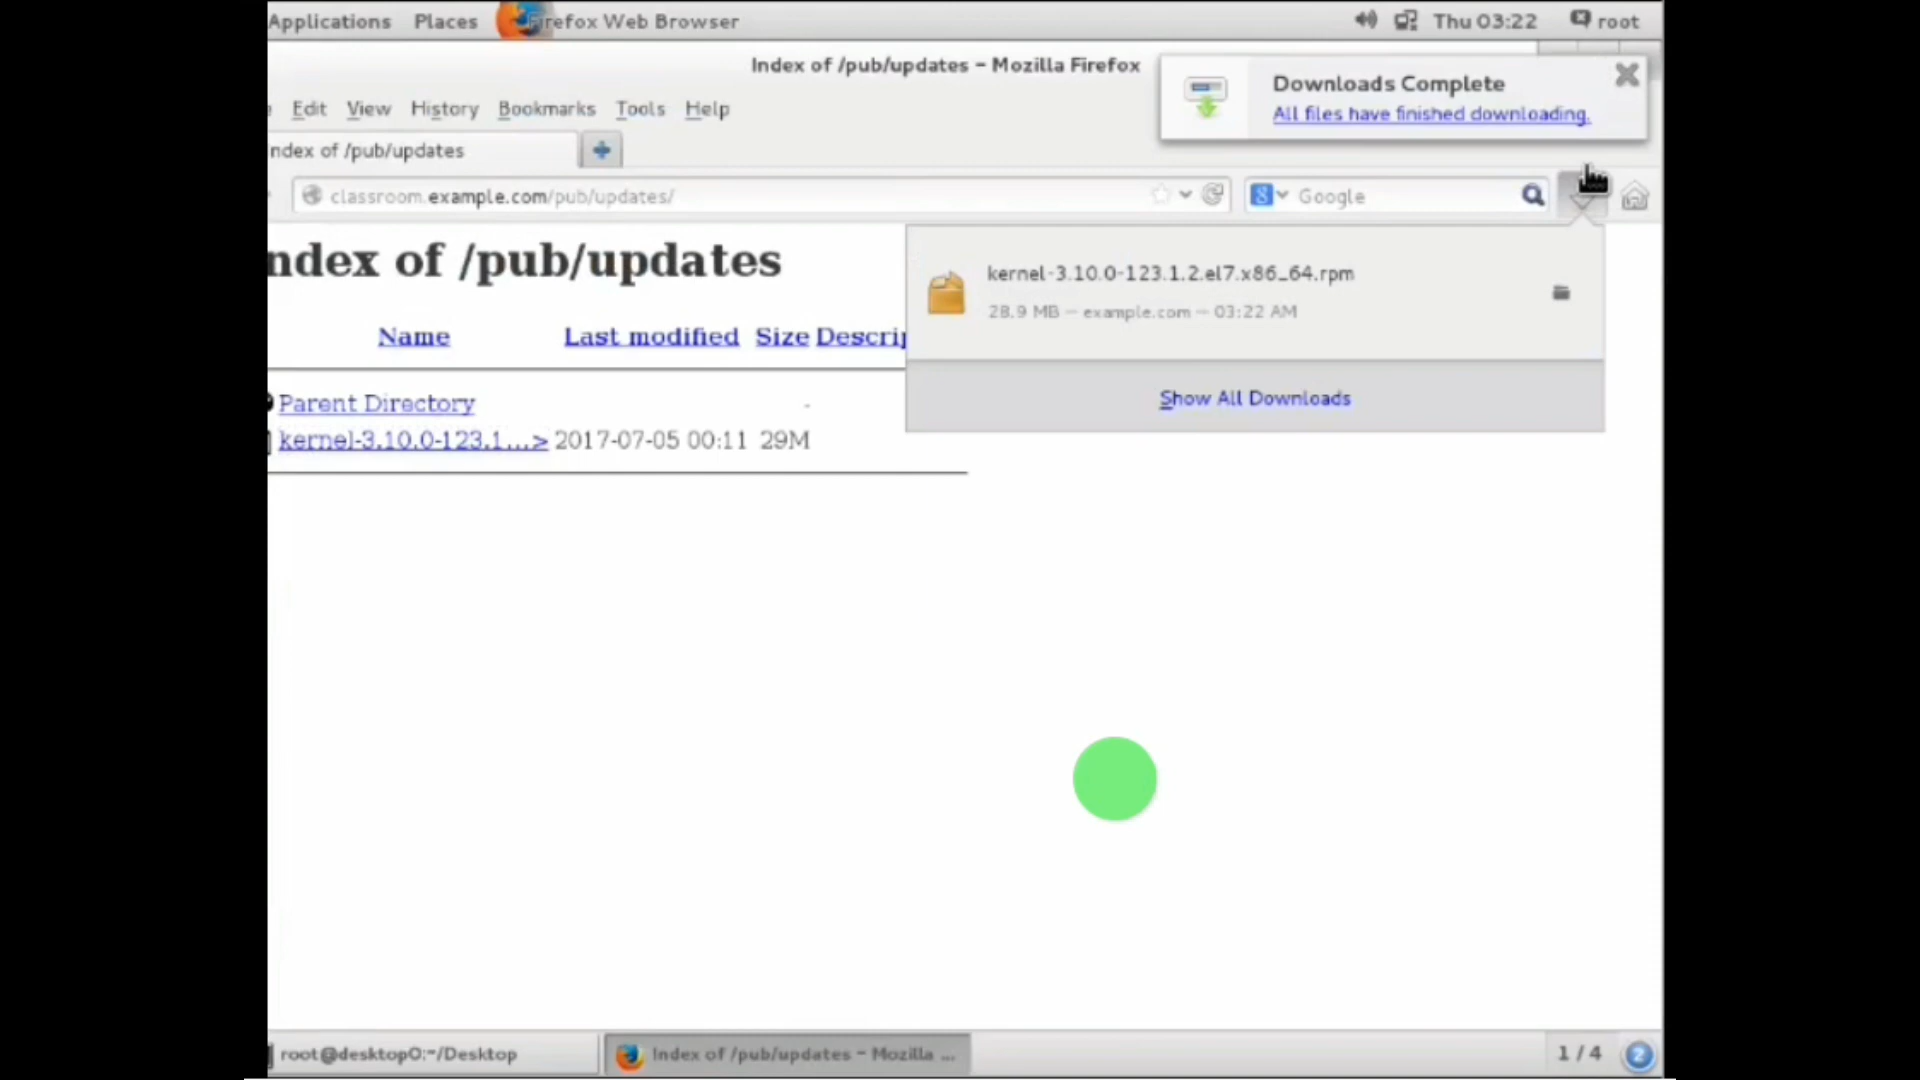 Applications Places Firefox Web Browser Thu 03:22 root
Index of /pub/updates - Mozilla Firefox
Downloads Complete
All files have finished downloading.
Edit View History Bookmarks Tools Help
ndex of /pub/updates
classroom.example.com/pub/updates/
8 Google
ndex of /pub/updates
kernel-3.10.0-123.1.2.el7.x86_64.rpm
28.9 MB — example.com — 03:22 AM
Name Last modified Size Descrip
Show All Downloads
Parent Directory -
kernel-3.10.0-123.1...> 2017-07-05 00:11 29M
root@desktop0:~/Desktop
Index of /pub/updates - Mozilla ...
1 / 4 2